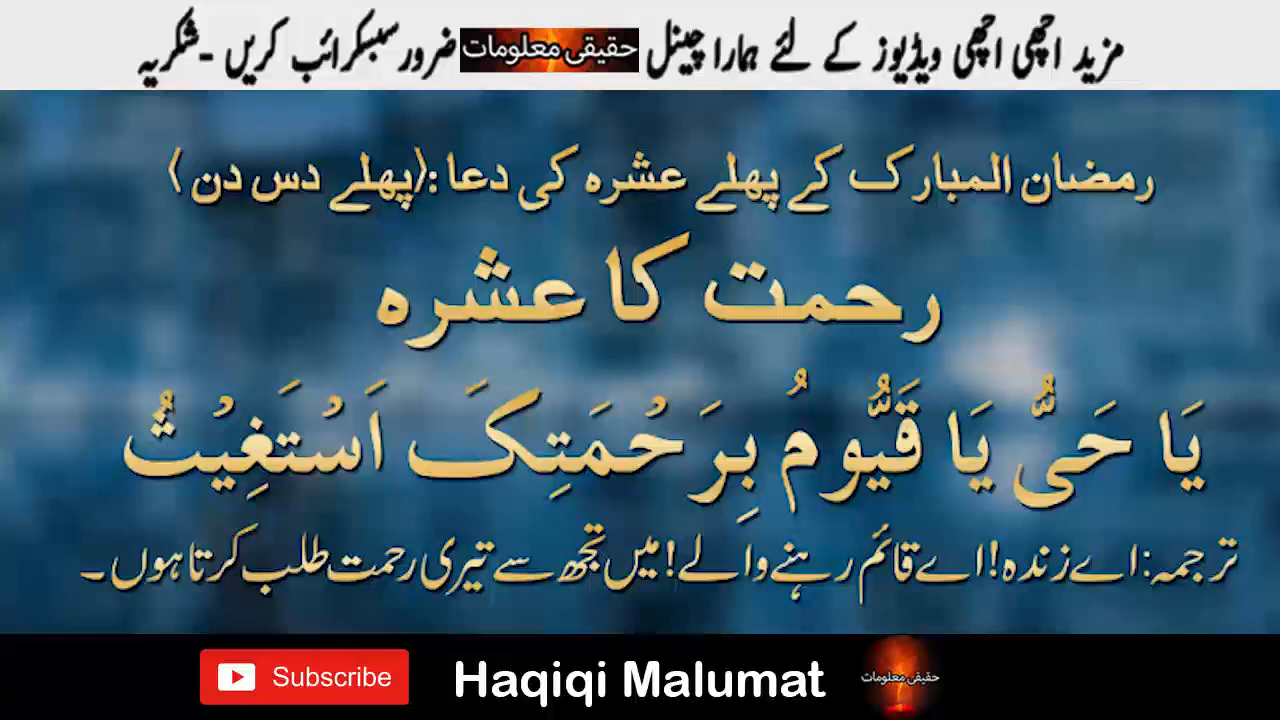 مزید اچھی اچھی ویڈیوز کے لئے ہمارا چینل حقیقی معلومات ضرور سبسکرائب کریں - شکریہ
رمضان المبارک کے پہلے عشرہ کی دعا :(پہلے دس دن)
رحمت کا عشرہ
يَا حَىُّ يَا قَيُّومُ بِرَحْمَتِکَ اَسْتَغِيْثُ
ترجمہ: اے زندہ! اے قائم رہنے والے! میں تجھ سے تیری رحمت طلب کرتا ہوں۔
Subscribe Haqiqi Malumat حقیقی معلومات